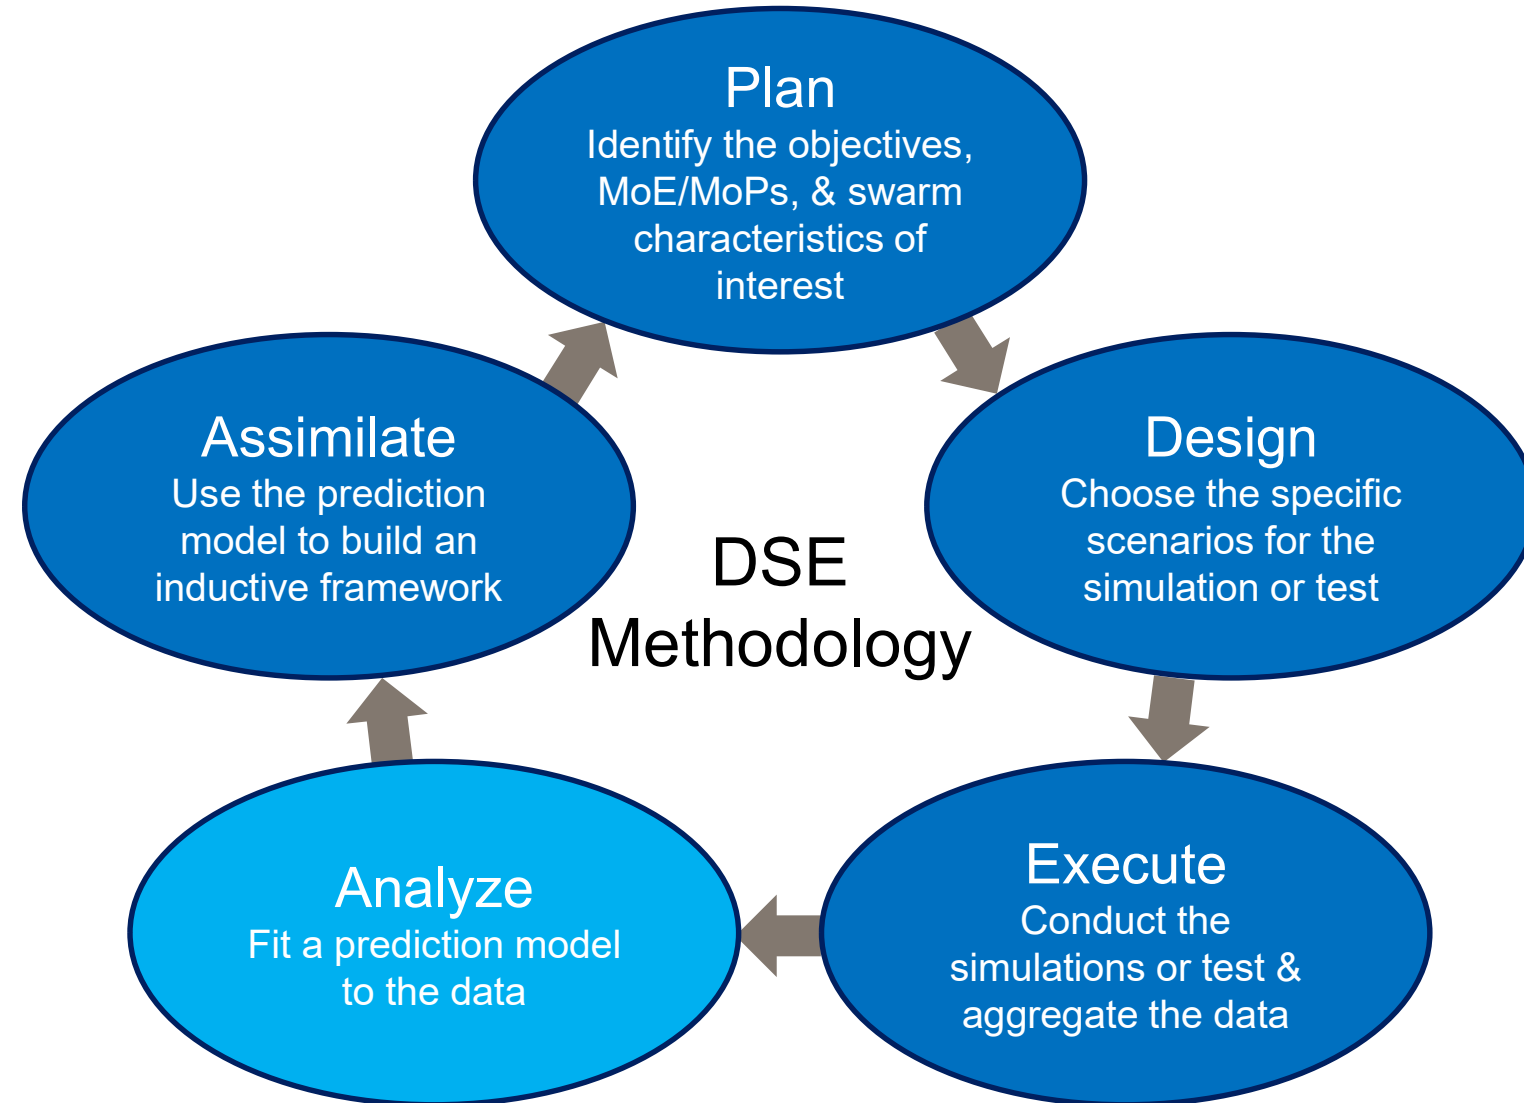 Plan
Identify the objectives,
MoE/MoPs, & swarm
characteristics of
interest
Design
Choose the specific
scenarios for the
simulation or test
Execute
Conduct the
simulations or test &
aggregate the data
Analyze
Fit a prediction model
to the data
Assimilate
Use the prediction
model to build an
inductive framework
DSE
Methodology